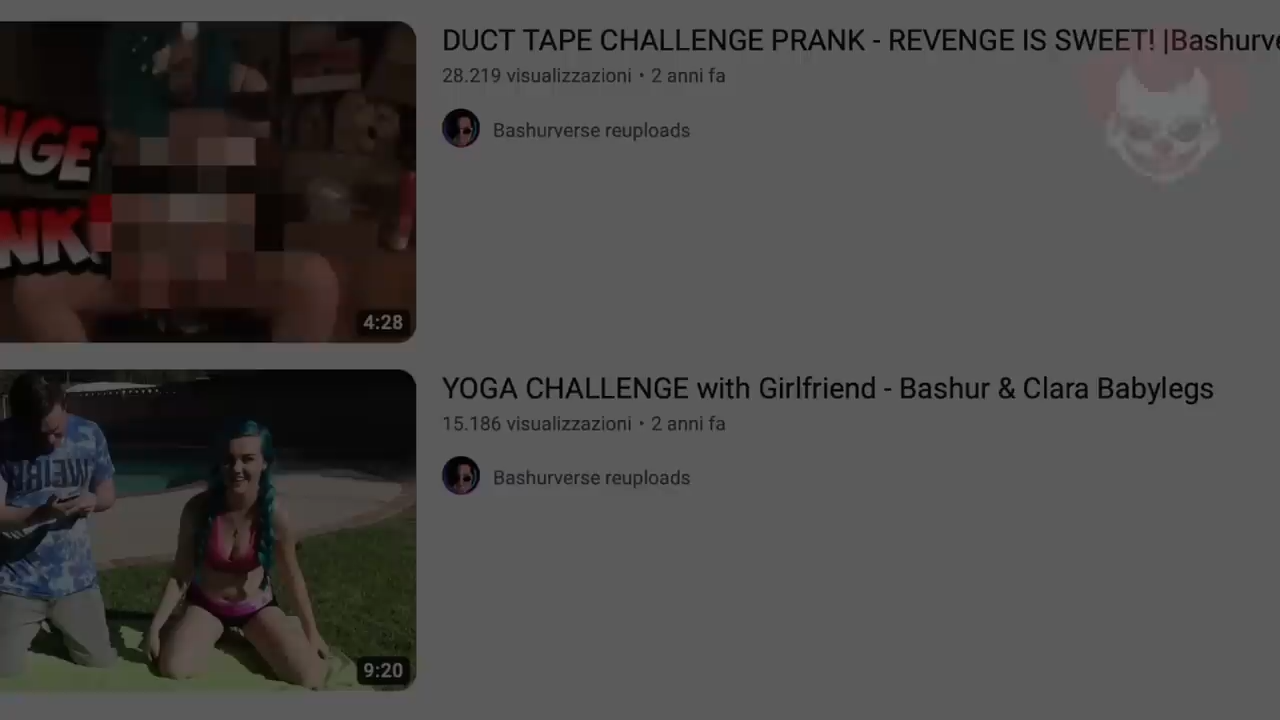 DUCT TAPE CHALLENGE PRANK - REVENGE IS SWEET! |Bashurve
28.219 visualizzazioni • 2 anni fa
Bashurverse reuploads
NGE
NK!
4:28
YOGA CHALLENGE with Girlfriend - Bashur & Clara Babylegs
15.186 visualizzazioni • 2 anni fa
Bashurverse reuploads
WEIRD
9:20